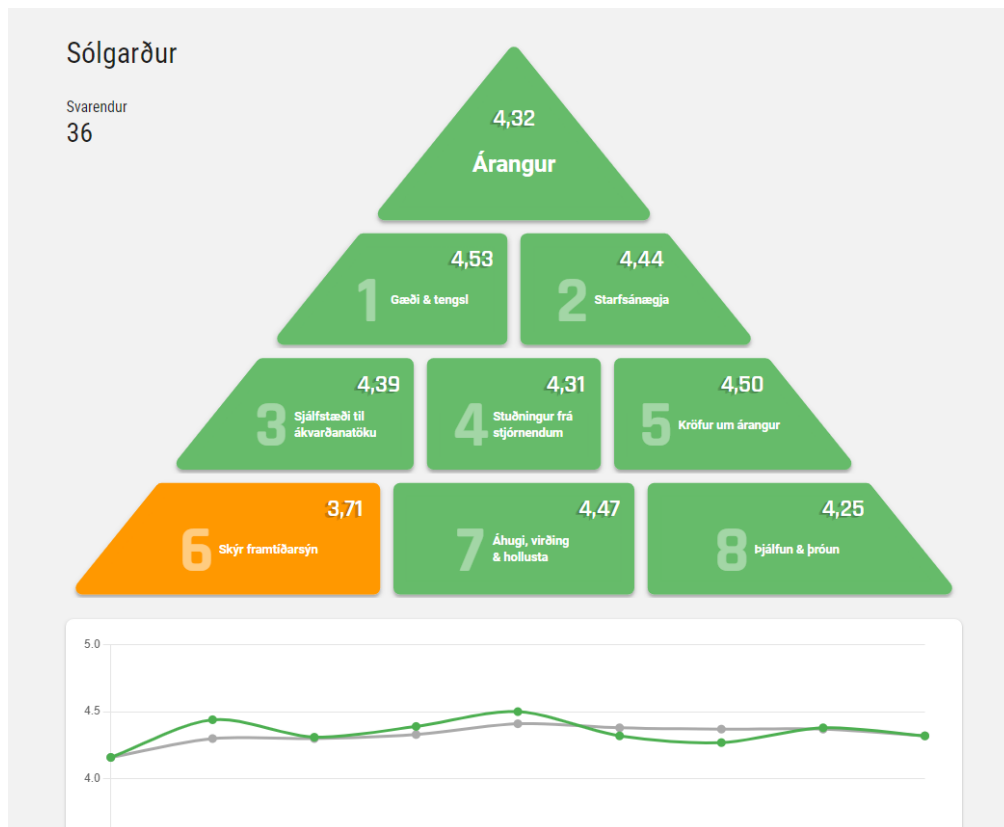 Sólgarður
Svarendur
36
4,32
Árangur
4,53
1 Gæði & tengsl
4,44
2 Starfsánægja
4,39
3 Sjálfstæði til
ákvarðanatöku
4,31
4 Stuðningur frá
stjórnendum
4,50
5 Kröfur um árangur
3,71
6 Skýr framtíðarsýn
4,47
7 Áhugi, virðing
& hollusta
4,25
8 Þjálfun & þróun
5.0
4.5
4.0